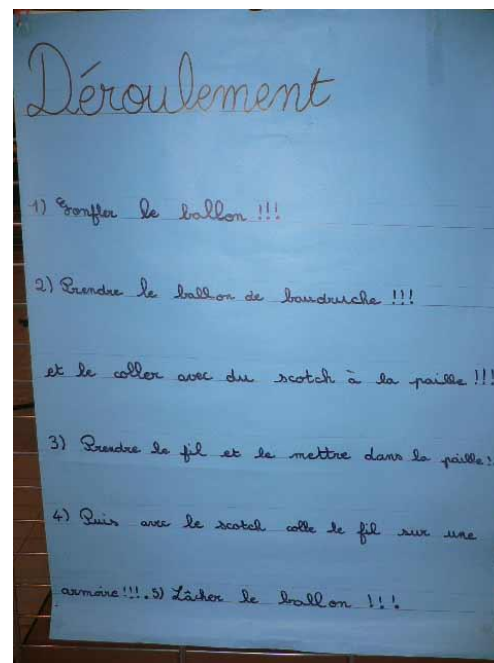 Déroulement
1) Gonfler le ballon !!!
2) Prendre le ballon de baudruche !!!
et le coller avec du scotch à la paille !!!
3) Prendre le fil et le mettre dans la paille !
4) Puis avec le scotch colle le fil sur une
armoire !!!. 5) Lâcher le ballon !!!